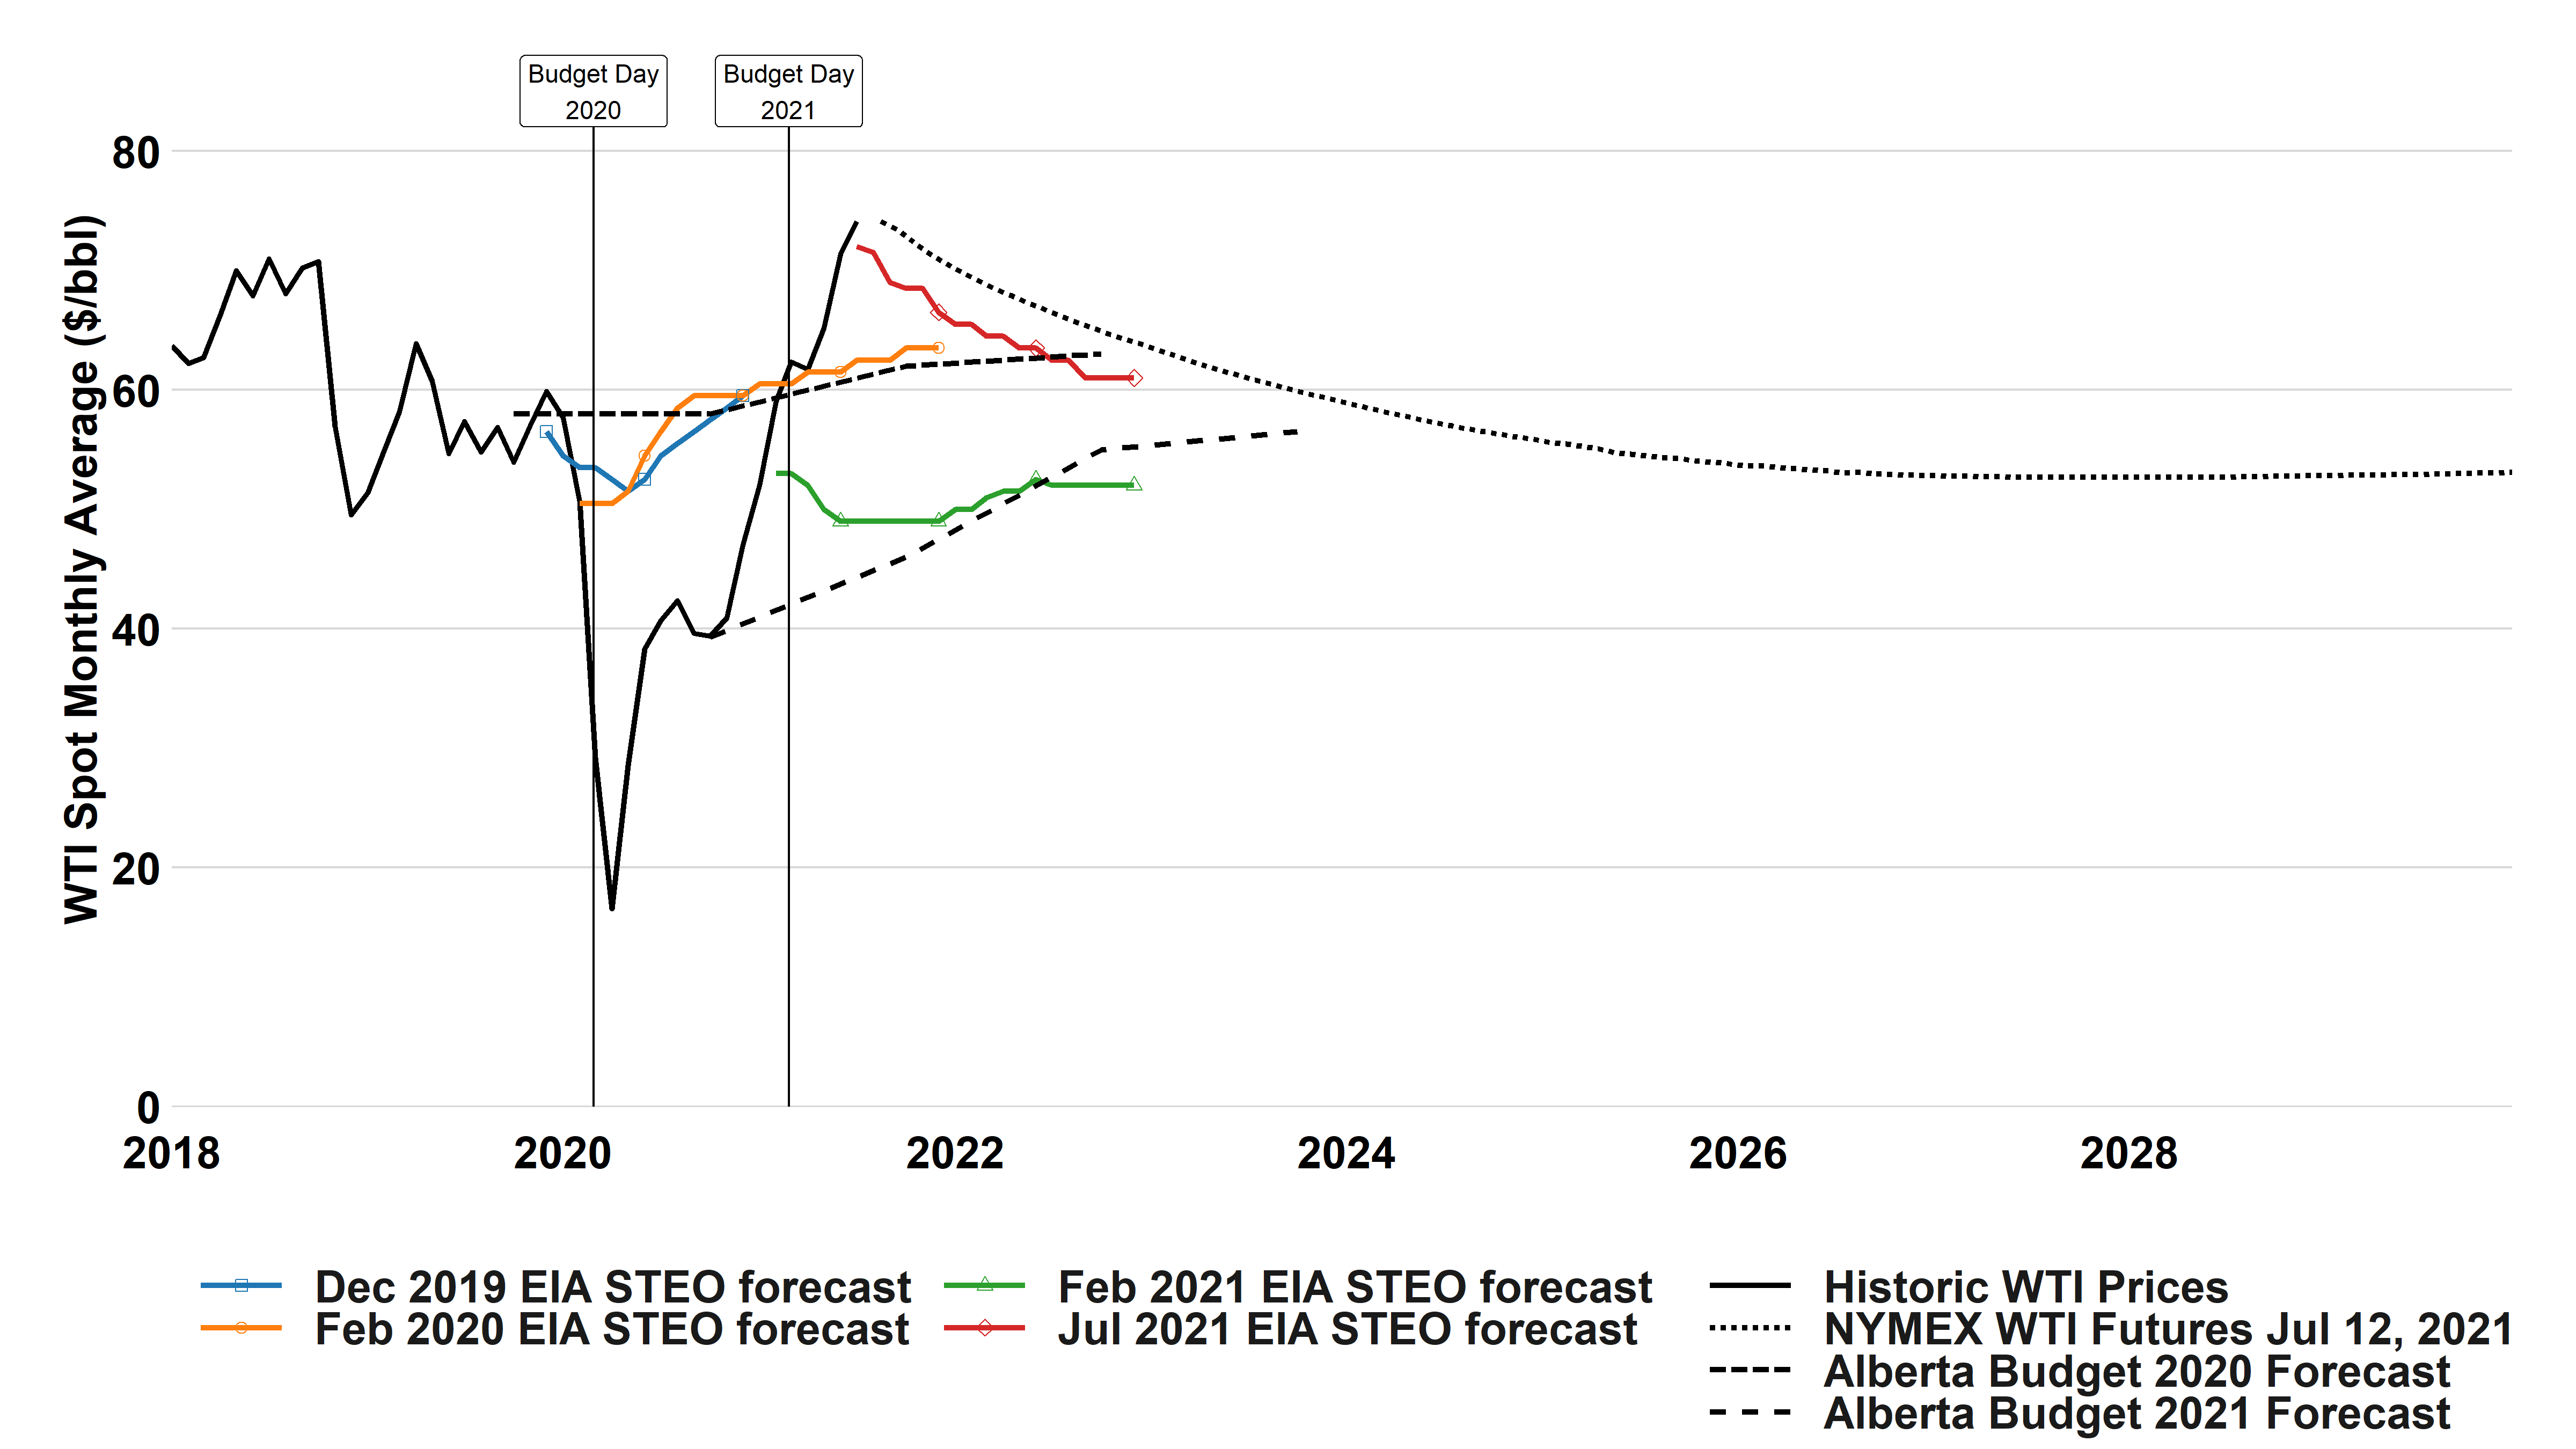 Budget Day
2020
Budget Day
2021
WTI Spot Monthly Average ($/bbl)
80
60
40
20
0
2018
2020
2022
2024
2026
2028
Dec 2019 EIA STEO forecast
Feb 2020 EIA STEO forecast
Feb 2021 EIA STEO forecast
Jul 2021 EIA STEO forecast
Historic WTI Prices
NYMEX WTI Futures Jul 12, 2021
Alberta Budget 2020 Forecast
Alberta Budget 2021 Forecast